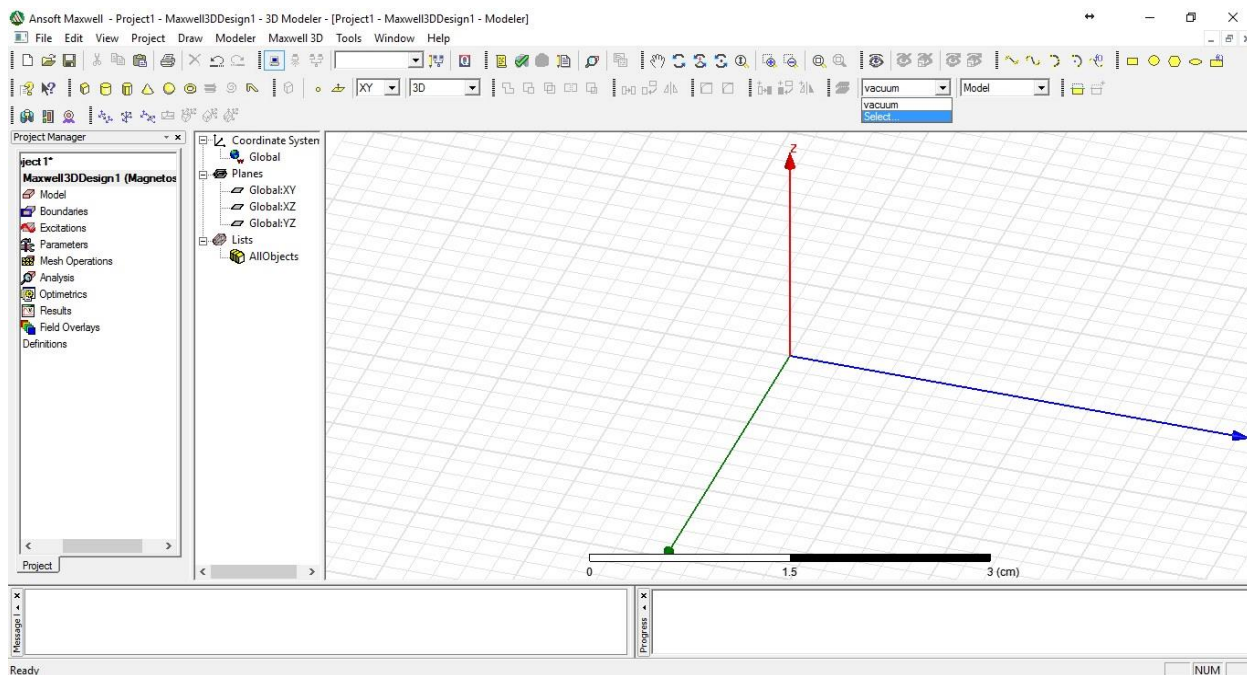 Ansoft Maxwell - Project1 - Maxwell3DDesign1 - 3D Modeler - [Project1 - Maxwell3DDesign1 - Modeler]
File Edit View Project Draw Modeler Maxwell 3D Tools Window Help
XY 3D vacuum Model
vacuum
Select...
Project Manager
ject1*
Maxwell3DDesign1 (Magnetos
Model
Boundaries
Excitations
Parameters
Mesh Operations
Analysis
Optimetrics
Results
Field Overlays
Definitions
Project
Coordinate System
Global
Planes
Global:XY
Global:XZ
Global:YZ
Lists
AllObjects
Z
0 1.5 3 (cm)
Message
Progress
Ready
NUM